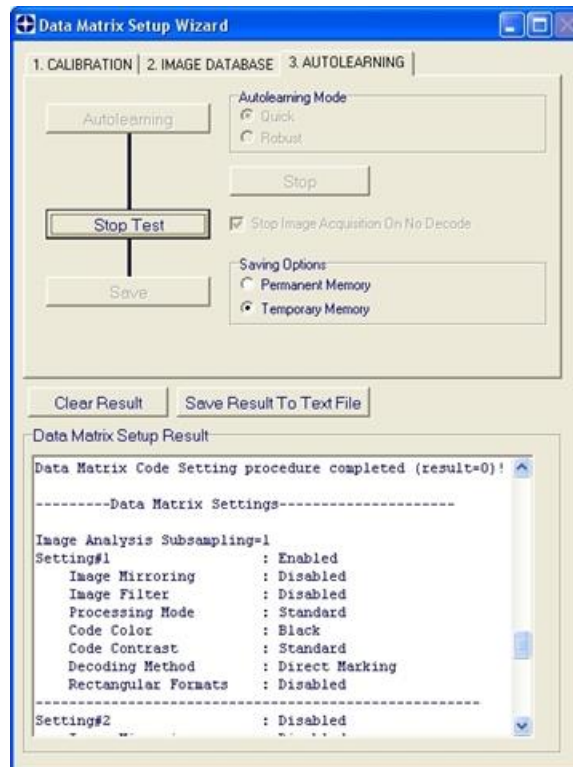 Data Matrix Setup Wizard
1. CALIBRATION 2. IMAGE DATABASE 3. AUTOLEARNING
Autolearning
Autolearning Mode
Quick
Robust
Stop
Stop Test
Stop Image Acquisition On No Decode
Save
Saving Options
Permanent Memory
Temporary Memory
Clear Result Save Result To Text File
Data Matrix Setup Result
Data Matrix Code Setting procedure completed (result=0)!
---------Data Matrix Settings---------------------
Image Analysis Subsampling=1
Setting#1 : Enabled
Image Mirroring : Disabled
Image Filter : Disabled
Processing Mode : Standard
Code Color : Black
Code Contrast : Standard
Decoding Method : Direct Marking
Rectangular Formats : Disabled
------------------------------------------------------
Setting#2 : Disabled